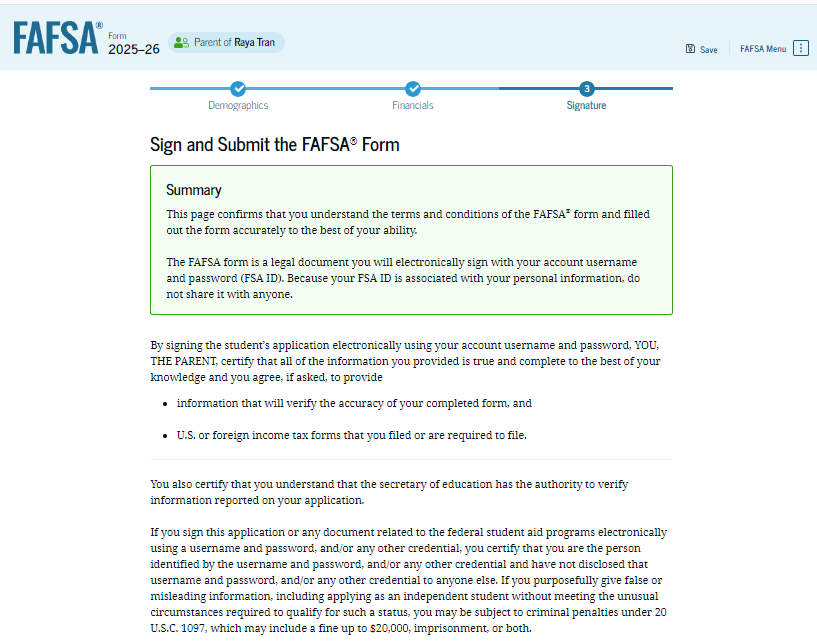 FAFSA®
Form
2025–26
Parent of Raya Tran
Save
FAFSA Menu
Demographics
Financials
3
Signature
Sign and Submit the FAFSA® Form
Summary
This page confirms that you understand the terms and conditions of the FAFSA® form and filled
out the form accurately to the best of your ability.
The FAFSA form is a legal document you will electronically sign with your account username
and password (FSA ID). Because your FSA ID is associated with your personal information, do
not share it with anyone.
By signing the student's application electronically using your account username and password, YOU,
THE PARENT, certify that all of the information you provided is true and complete to the best of your
knowledge and you agree, if asked, to provide
• information that will verify the accuracy of your completed form, and
• U.S. or foreign income tax forms that you filed or are required to file.
You also certify that you understand that the secretary of education has the authority to verify
information reported on your application.
If you sign this application or any document related to the federal student aid programs electronically
using a username and password, and/or any other credential, you certify that you are the person
identified by the username and password, and/or any other credential and have not disclosed that
username and password, and/or any other credential to anyone else. If you purposefully give false or
misleading information, including applying as an independent student without meeting the unusual
circumstances required to qualify for such a status, you may be subject to criminal penalties under 20
U.S.C. 1097, which may include a fine up to $20,000, imprisonment, or both.